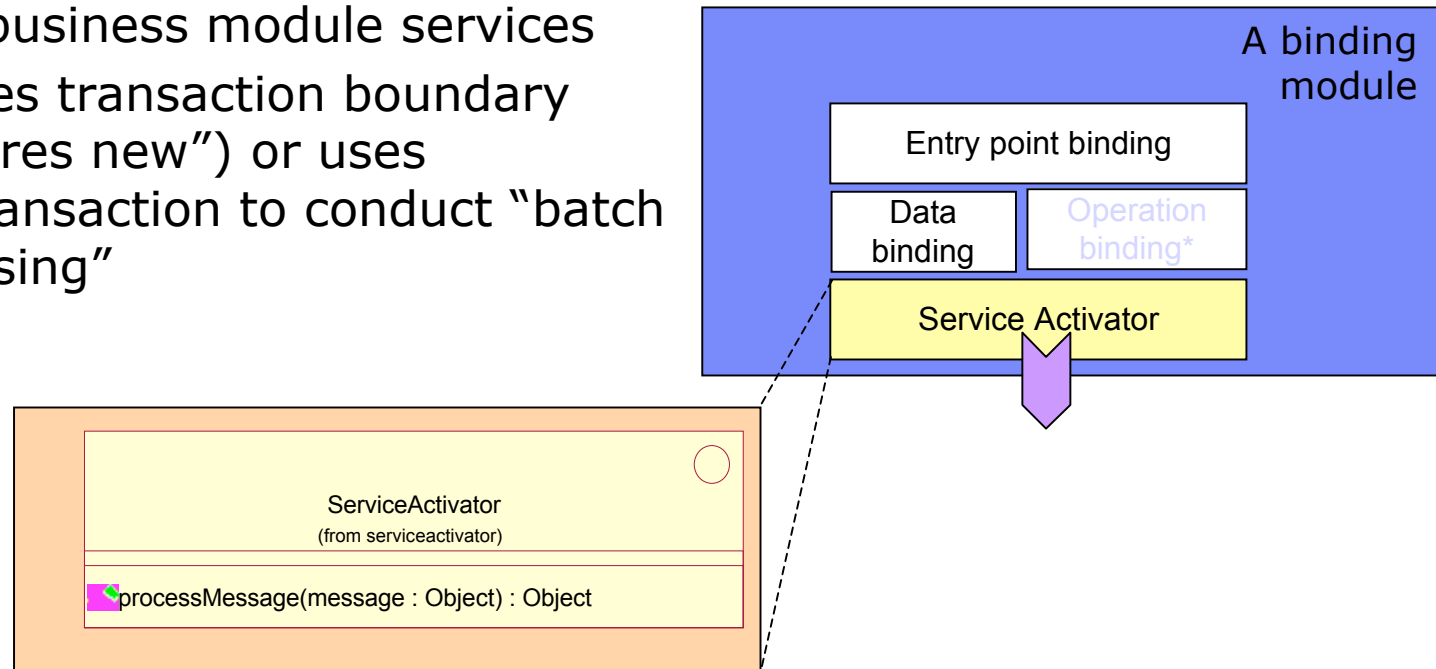 business module services
es transaction boundary
res new”) or uses
ansaction to conduct “batch
sing”
A binding
module
Entry point binding
Data
binding
Operation
binding*
Service Activator
ServiceActivator
(from serviceactivator)
processMessage(message : Object) : Object